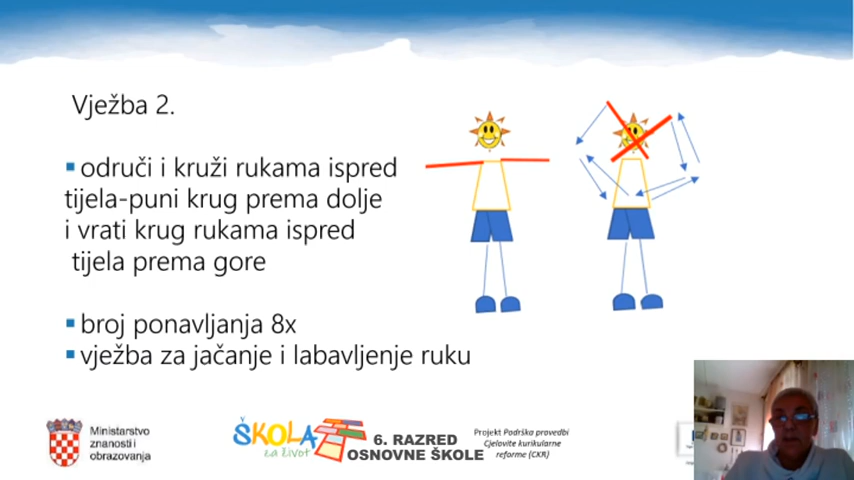 Vježba 2.
▪ odruči i kruži rukama ispred
tijela-puni krug prema dolje
i vrati krug rukama ispred
tijela prema gore
▪ broj ponavljanja 8x
▪ vježba za jačanje i labavljenje ruku
Ministarstvo
znanosti i
obrazovanja
ŠKOLA
za život
6. RAZRED
OSNOVNE ŠKOLE
Projekt Podrška provedbi
Cjelovite kurikularne
reforme (CKR)